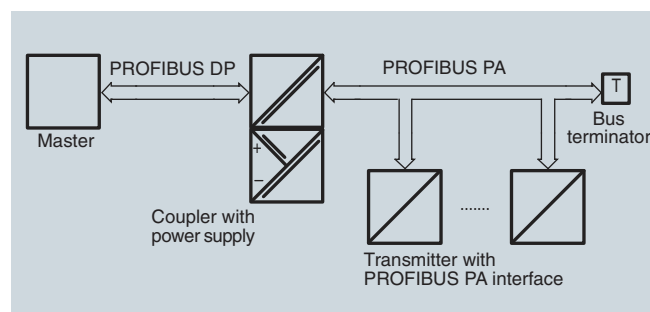 PROFIBUS DP
PROFIBUS PA
T
Master
Bus
terminator
+
–
Coupler with
power supply
.......
Transmitter with
PROFIBUS PA interface